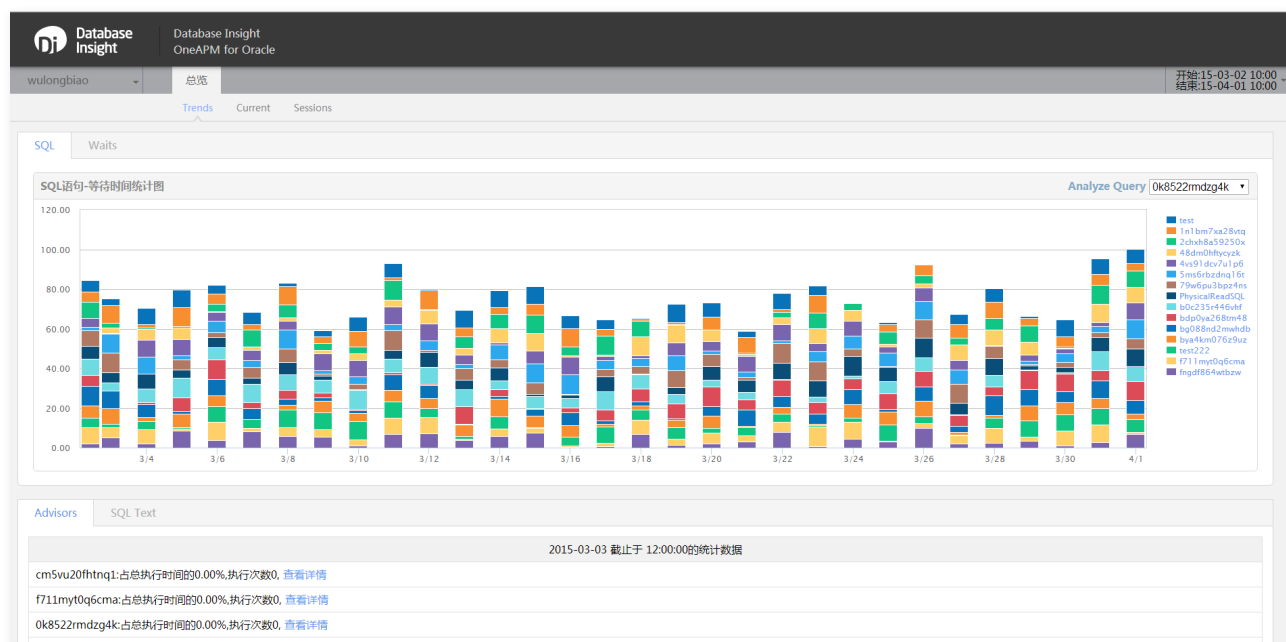 Di Database Insight
Database Insight
OneAPM for Oracle
wulongbiao
总览
开始:15-03-02 10:00
结束:15-04-01 10:00
Trends Current Sessions
SQL Waits
SQL语句-等待时间统计图
Analyze Query 0k8522rmdzg4k
120.00
100.00
80.00
60.00
40.00
20.00
0.00
3/4 3/6 3/8 3/10 3/12 3/14 3/16 3/18 3/20 3/22 3/24 3/26 3/28 3/30 4/1
test
1n1bm7xa28vtq
2chxh8a59250x
48dm0hftycyzk
4vs91dcv7u1p6
5ms6rbzdnq16t
79w6pu3bpz4ns
PhysicalReadSQL
b0c235r446vhf
bdp0ya268tm48
bg088nd2mwhdb
bya4km076z9uz
test222
f711myt0q6cma
fngdf864wtbzw
Advisors SQL Text
2015-03-03 截止于 12:00:00的统计数据
cm5vu20fhtnq1:占总执行时间的0.00%,执行次数0, 查看详情
f711myt0q6cma:占总执行时间的0.00%,执行次数0, 查看详情
0k8522rmdzg4k:占总执行时间的0.00%,执行次数0, 查看详情